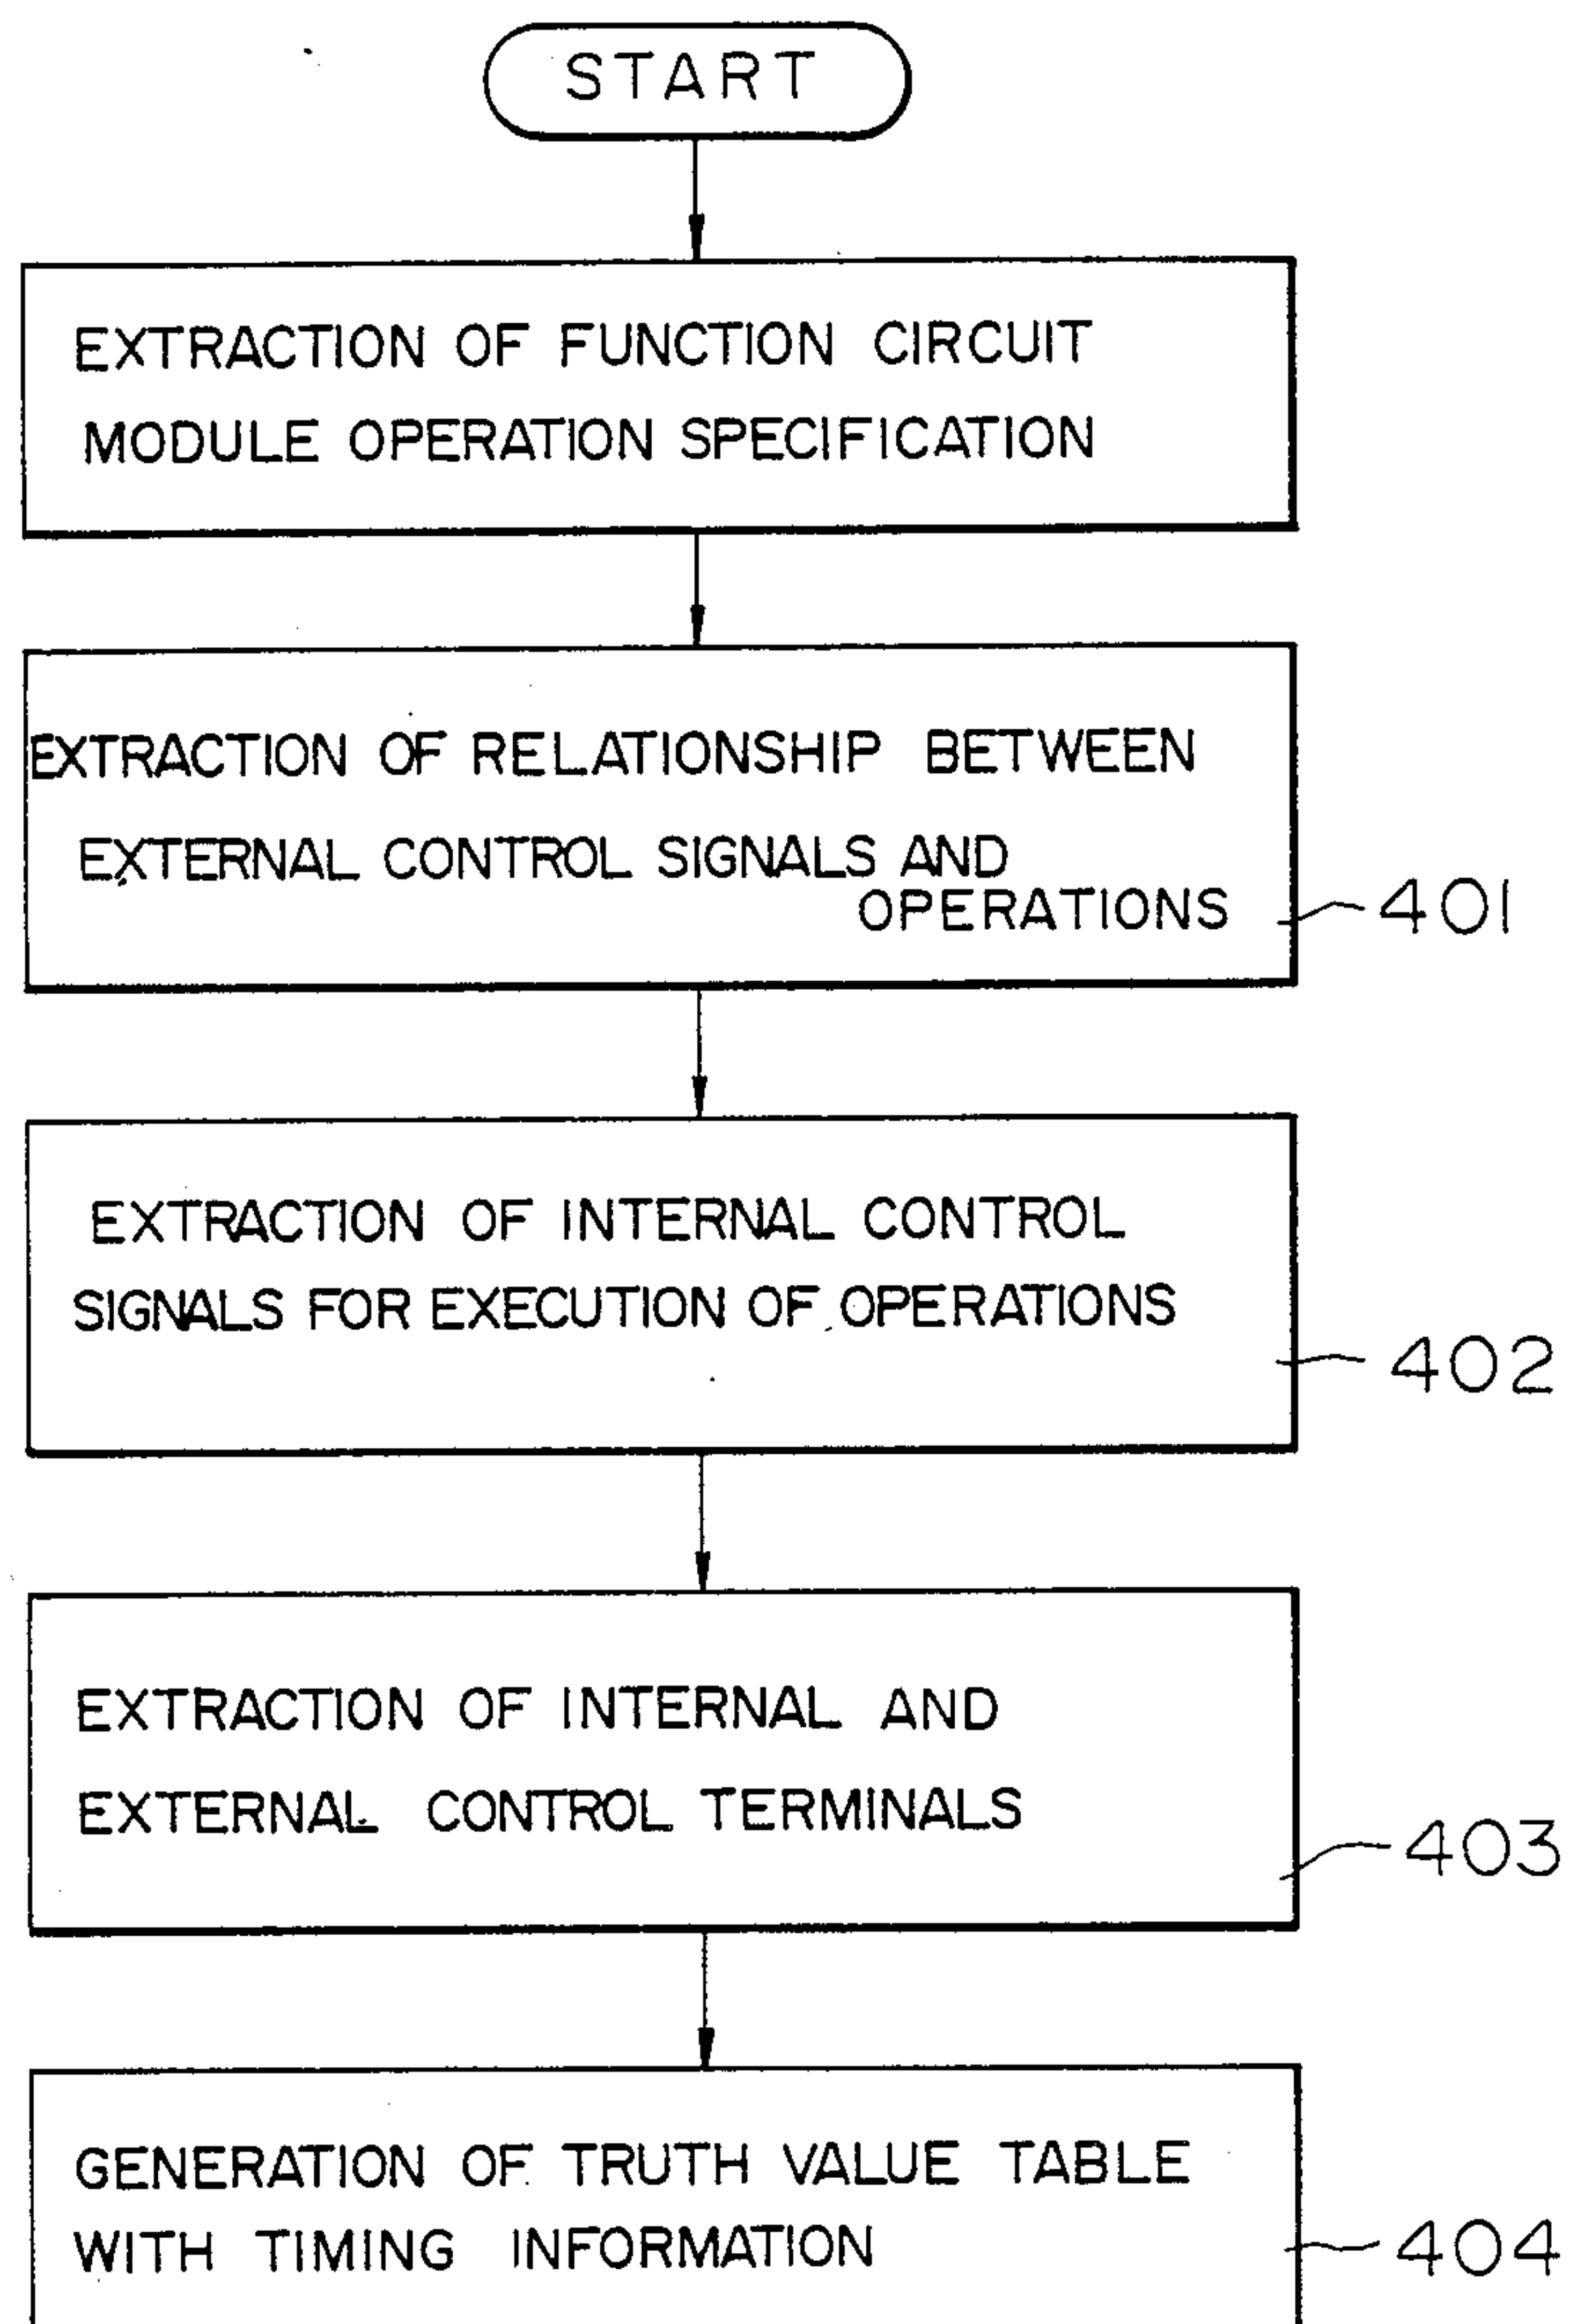 START
EXTRACTION OF FUNCTION CIRCUIT
MODULE OPERATION SPECIFICATION
EXTRACTION OF RELATIONSHIP BETWEEN
EXTERNAL CONTROL SIGNALS AND
OPERATIONS
401
EXTRACTION OF INTERNAL CONTROL
SIGNALS FOR EXECUTION OF OPERATIONS
402
EXTRACTION OF INTERNAL AND
EXTERNAL CONTROL TERMINALS
403
GENERATION OF TRUTH VALUE TABLE
WITH TIMING INFORMATION
404